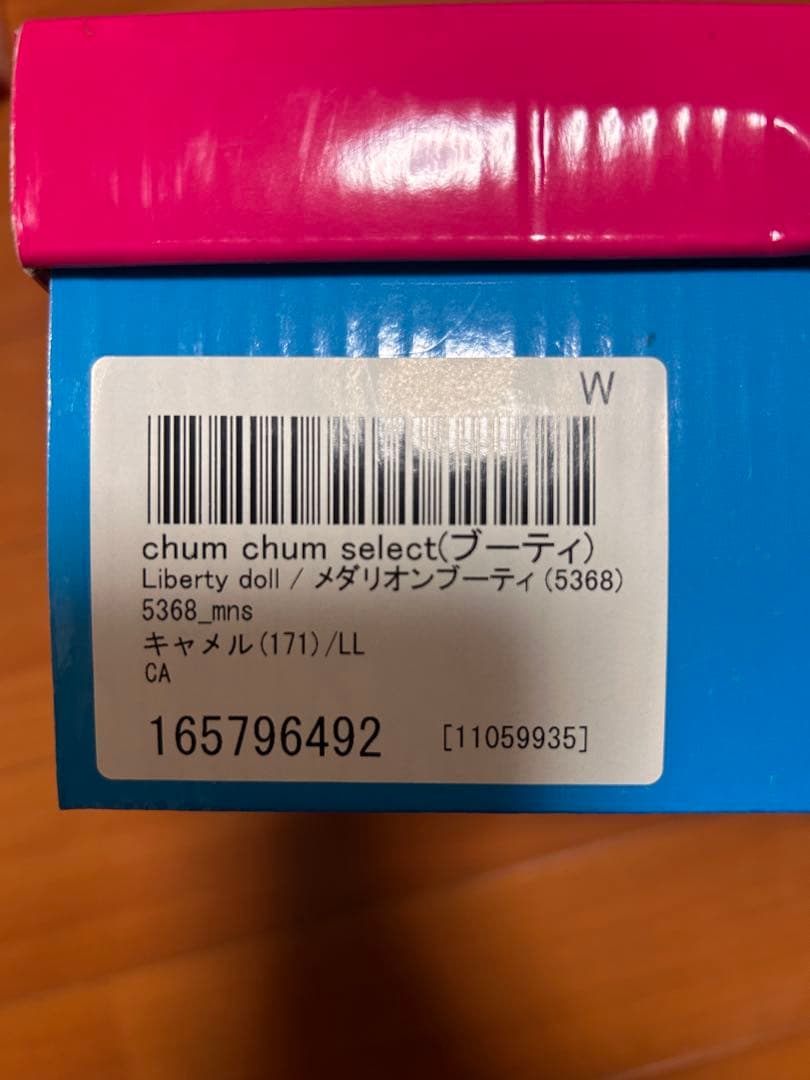 W
chum chum select(ブーティ)
Liberty doll / メダリオンブーティ(5368)
5368_mns
キャメル(171)/LL
CA
165796492 [11059935]